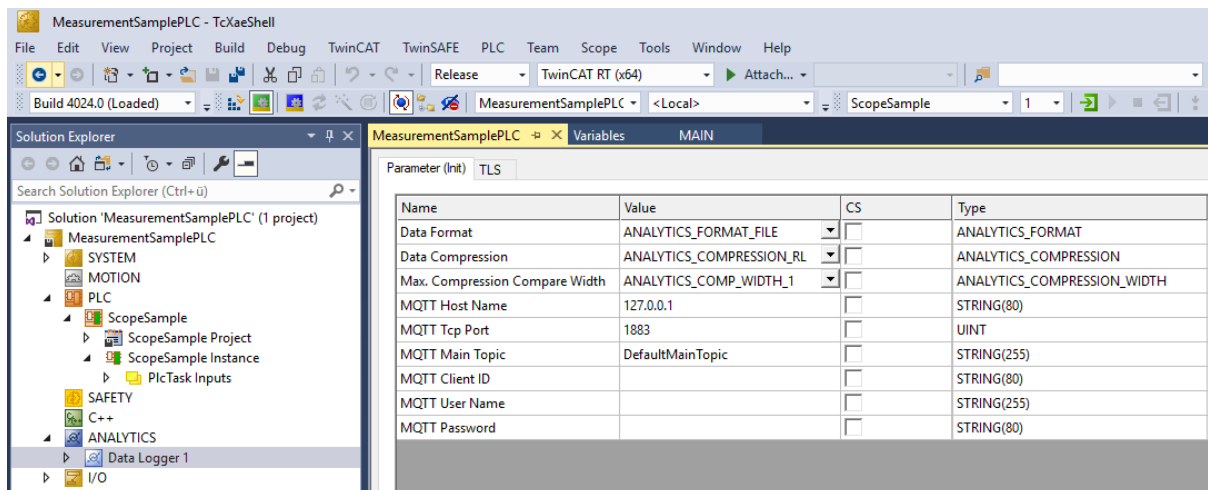 MeasurementSamplePLC - TcXaeShell
File Edit View Project Build Debug TwinCAT TwinSAFE PLC Team Scope Tools Window Help
Release TwinCAT RT (x64) Attach...
Build 4024.0 (Loaded) MeasurementSamplePLC <Local> ScopeSample 1
Solution Explorer
Search Solution Explorer (Ctrl+ü)
Solution 'MeasurementSamplePLC' (1 project)
MeasurementSamplePLC
SYSTEM
MOTION
PLC
ScopeSample
ScopeSample Project
ScopeSample Instance
PlcTask Inputs
SAFETY
C++
ANALYTICS
Data Logger 1
I/O
MeasurementSamplePLC Variables MAIN
Parameter (Init) TLS
Name Value CS Type
Data Format ANALYTICS_FORMAT_FILE ANALYTICS_FORMAT
Data Compression ANALYTICS_COMPRESSION_RL ANALYTICS_COMPRESSION
Max. Compression Compare Width ANALYTICS_COMP_WIDTH_1 ANALYTICS_COMPRESSION_WIDTH
MQTT Host Name 127.0.0.1 STRING(80)
MQTT Tcp Port 1883 UINT
MQTT Main Topic DefaultMainTopic STRING(255)
MQTT Client ID STRING(80)
MQTT User Name STRING(255)
MQTT Password STRING(80)